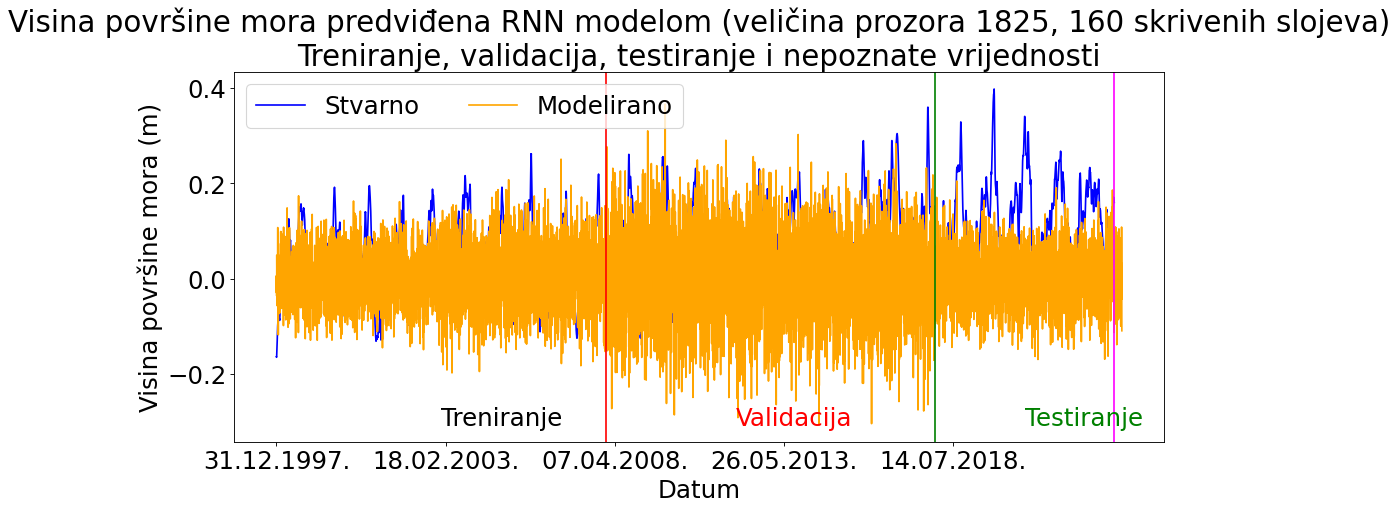 Visina površine mora predviđena RNN modelom (veličina prozora 1825, 160 skrivenih slojeva)
Treniranje, validacija, testiranje i nepoznate vrijednosti
Stvarno Modelirano
Visina površine mora (m)
0.4
0.2
0.0
−0.2
Treniranje Validacija Testiranje
31.12.1997. 18.02.2003. 07.04.2008. 26.05.2013. 14.07.2018.
Datum